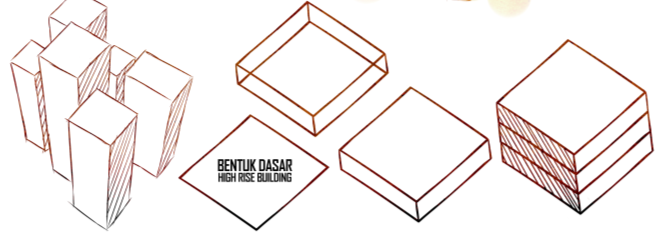 BENTUK DASAR
HIGH RISE BUILDING